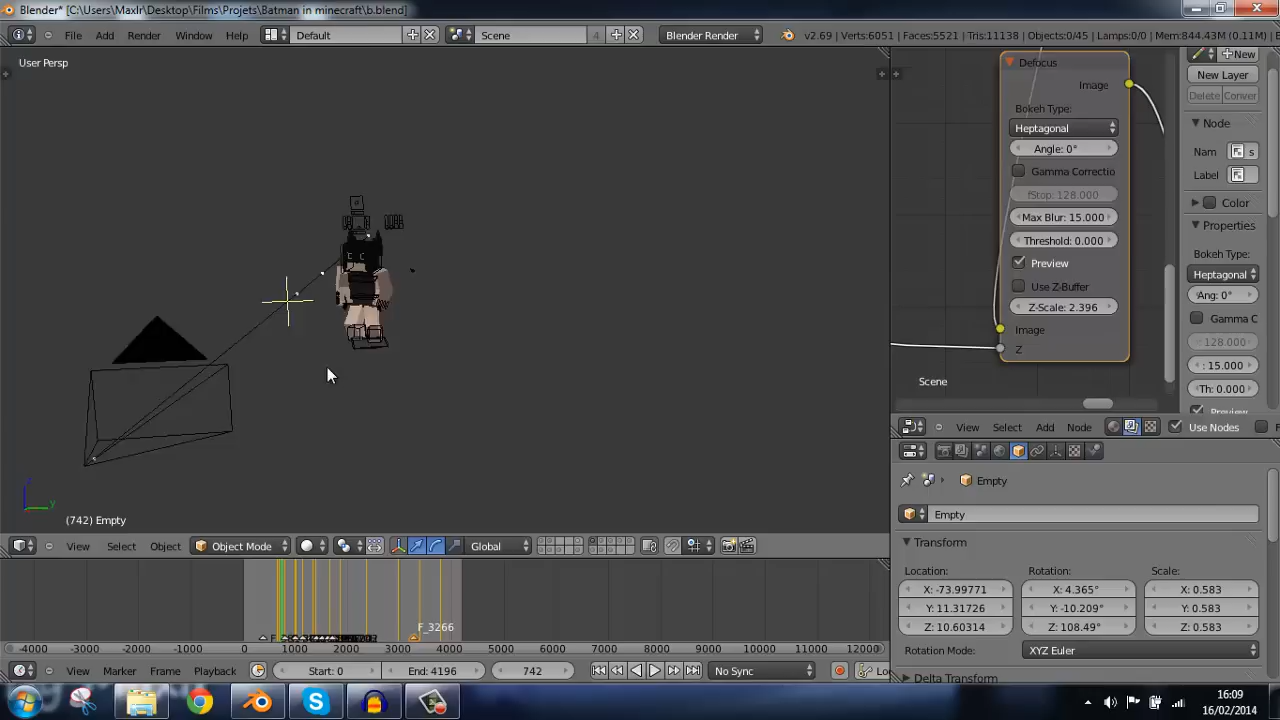 Blender* [C:\Users\MaxIr\Desktop\Films\Projets\Batman in minecraft\b.blend]
File Add Render Window Help Default Scene 4 Blender Render v2.69 | Verts:6051 | Faces:5521 | Tris:11138 | Objects:0/45 | Lamps:0/0 | Mem:844.43M (0.11M) |
User Persp
Defocus
Image
Bokeh Type:
Heptagonal
Angle: 0°
Gamma Correctio
fStop: 128.000
Max Blur: 15.000
Threshold: 0.000
Preview
Use Z-Buffer
Z-Scale: 2.396
Image
Z
Scene
New
New Layer
Delete Conver
Node
Nam s
Label
Color
Properties
Bokeh Type:
Heptagonal
Ang: 0°
Gamma C
128.000
: 15.000
Th: 0.000
Preview
View Select Add Node Use Nodes
Empty
Empty
Transform
Location: Rotation: Scale:
X: -73.99771 X: 4.365° X: 0.583
Y: 11.31726 Y: -10.209° Y: 0.583
Z: 10.60314 Z: 108.49° Z: 0.583
Rotation Mode: XYZ Euler
Delta Transform
z
y
(742) Empty
View Select Object Object Mode Global
F_3266
-4000 -3000 -2000 -1000 0 1000 2000 3000 4000 5000 6000 7000 8000 9000 10000 11000 12000
View Marker Frame Playback Start: 0 End: 4196 742 No Sync Lo
16:09
16/02/2014